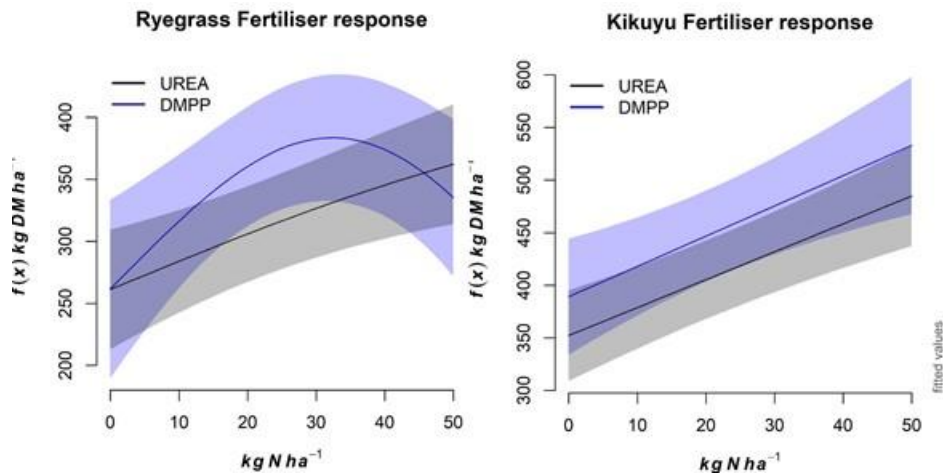 Ryegrass Fertiliser response
UREA
DMPP
f(x) kg DM ha⁻¹
400
350
300
250
200
0 10 20 30 40 50
kg N ha⁻¹
Kikuyu Fertiliser response
UREA
DMPP
f(x) kg DM ha⁻¹
600
550
500
450
400
350
300
0 10 20 30 40 50
kg N ha⁻¹
fitted values